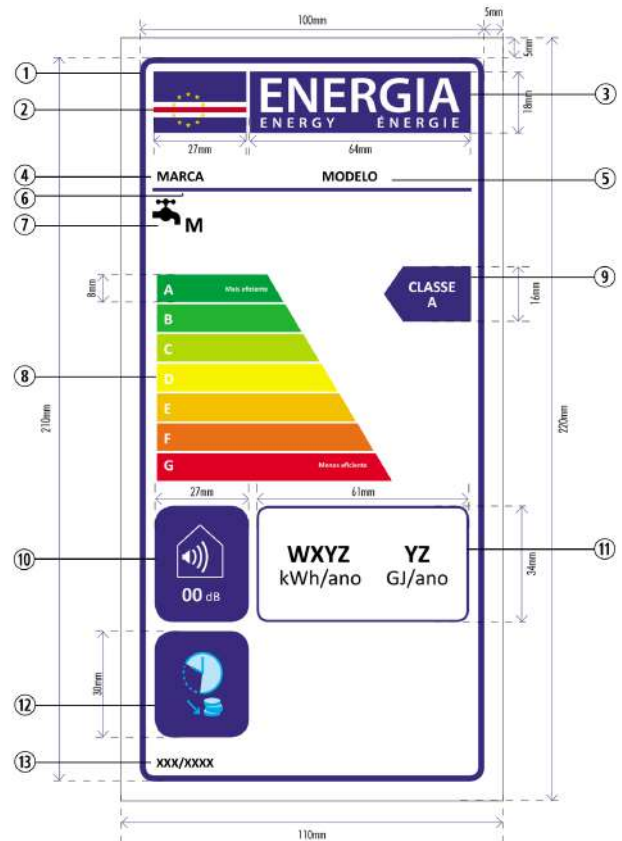 100mm
5mm
5mm
1
2
ENERGIA
ENERGY ÉNERGIE
3
18mm
27mm
64mm
4
MARCA
MODELO
5
6
7
M
8mm
A Mais eficiente
CLASSE
A
9
16mm
B
C
8
D
E
F
G Menos eficiente
210mm
220mm
27mm
61mm
10
00 dB
WXYZ
kWh/ano
YZ
GJ/ano
11
34mm
12
30mm
13
XXX/XXXX
110mm